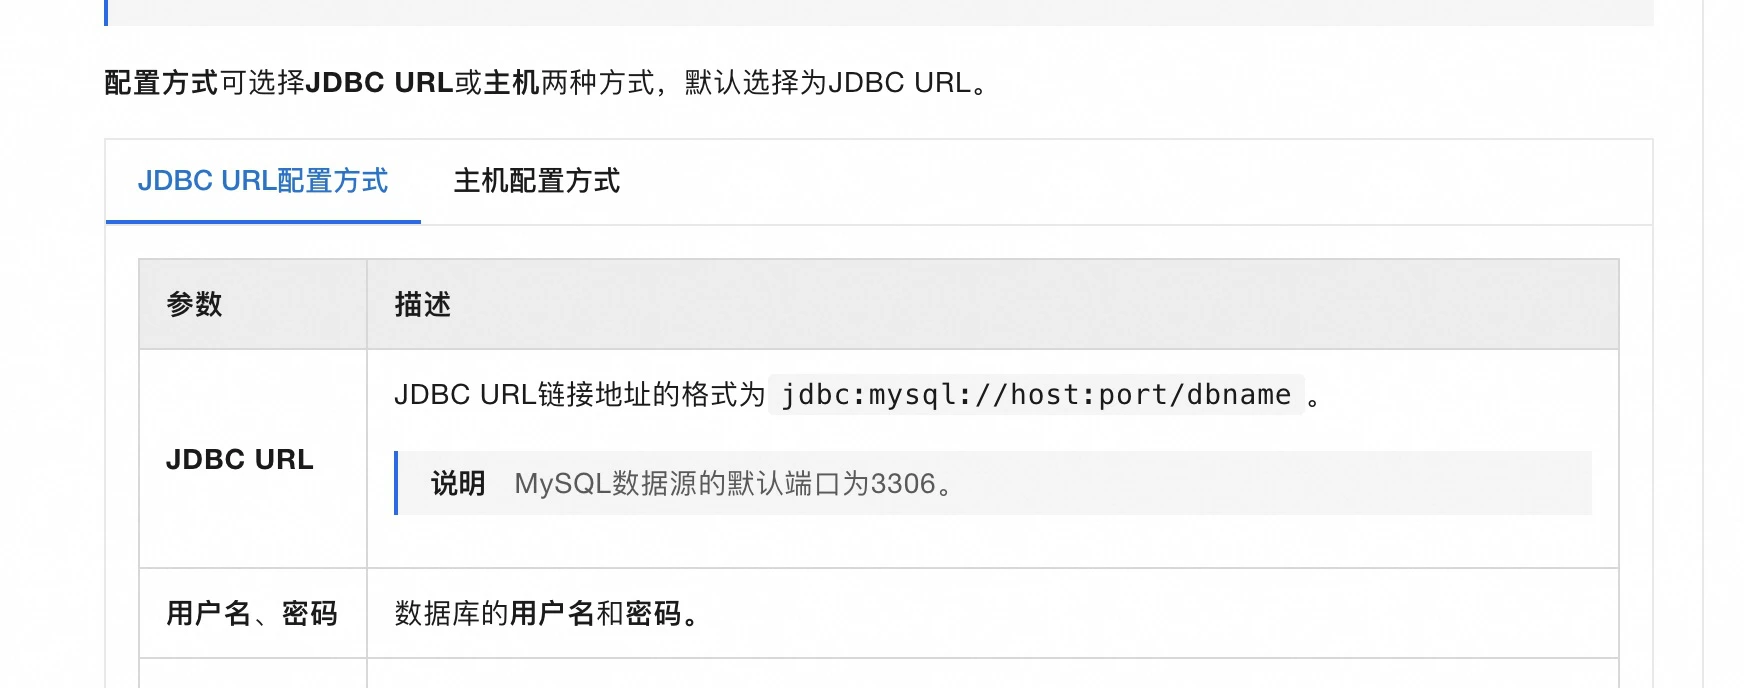 配置方式可选择JDBC URL或主机两种方式，默认选择为JDBC URL。
JDBC URL配置方式 主机配置方式
参数 描述
JDBC URL链接地址的格式为 jdbc:mysql://host:port/dbname 。
JDBC URL
说明 MySQL数据源的默认端口为3306。
用户名、密码 数据库的用户名和密码。